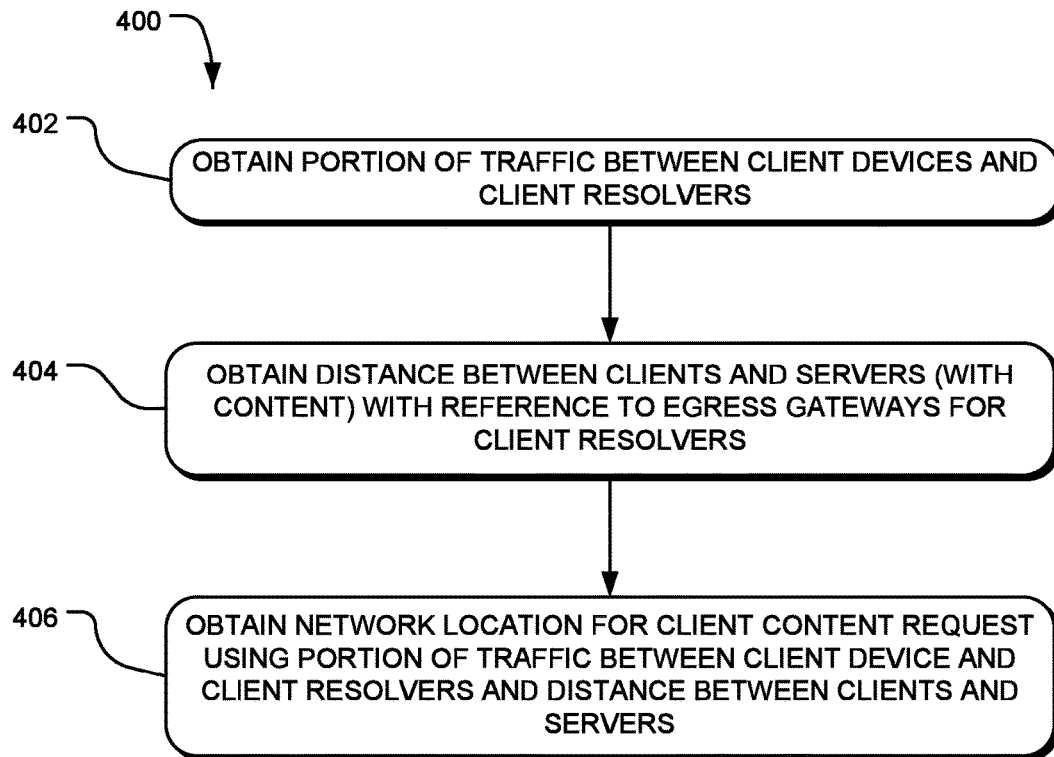 400
402
OBTAIN PORTION OF TRAFFIC BETWEEN CLIENT DEVICES AND
CLIENT RESOLVERS
404
OBTAIN DISTANCE BETWEEN CLIENTS AND SERVERS (WITH
CONTENT) WITH REFERENCE TO EGRESS GATEWAYS FOR
CLIENT RESOLVERS
406
OBTAIN NETWORK LOCATION FOR CLIENT CONTENT REQUEST
USING PORTION OF TRAFFIC BETWEEN CLIENT DEVICE AND
CLIENT RESOLVERS AND DISTANCE BETWEEN CLIENTS AND
SERVERS